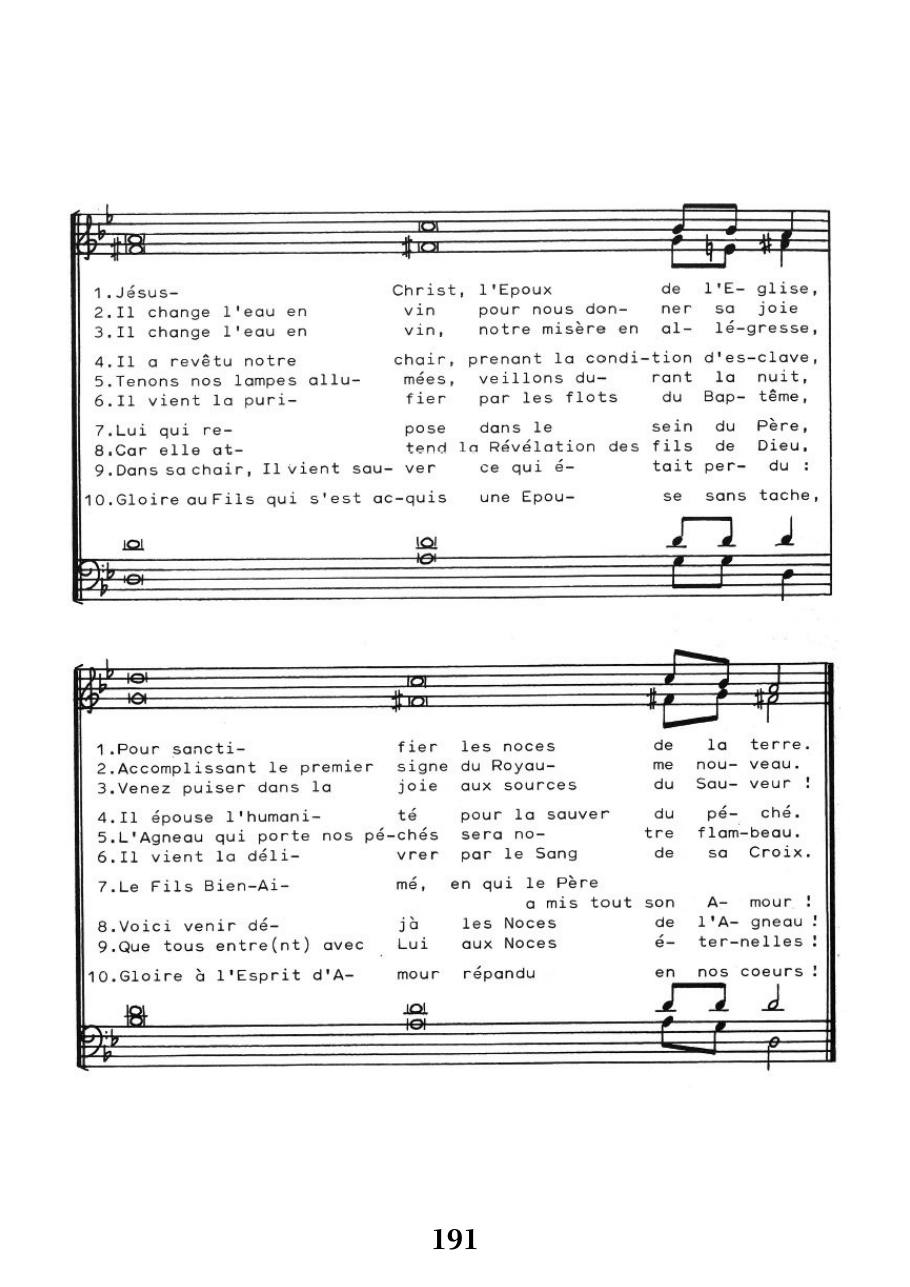 1.Jésus- Christ, l'Epoux de l'E- glise,
2.Il change l'eau en vin pour nous don- ner sa joie
3.Il change l'eau en vin, notre misère en al- lé-gresse,
4.Il a revêtu notre chair, prenant la condi-tion d'es-clave,
5.Tenons nos lampes allu- mées, veillons du- rant la nuit,
6.Il vient la puri- fier par les flots du Bap- tême,
7.Lui qui re- pose dans le sein du Père,
8.Car elle at- tend la Révélation des fils de Dieu.
9.Dans sa chair, Il vient sau- ver ce qui é- tait per- du :
10.Gloire au Fils qui s'est ac-quis une Epou- se sans tache,
1.Pour sancti- fier les noces de la terre.
2.Accomplissant le premier signe du Royau- me nou- veau.
3.Venez puiser dans la joie aux sources du Sau- veur !
4.Il épouse l'humani- té pour la sauver du pé- ché.
5.L'Agneau qui porte nos pé-chés sera no- tre flam-beau.
6.Il vient la déli- vrer par le Sang de sa Croix.
7.Le Fils Bien-Ai- mé, en qui le Père
a mis tout son A- mour !
8.Voici venir dé- jà les Noces de l'A- gneau !
9.Que tous entre(nt) avec Lui aux Noces é- ter-nelles !
10.Gloire à l'Esprit d'A- mour répandu en nos coeurs !
191